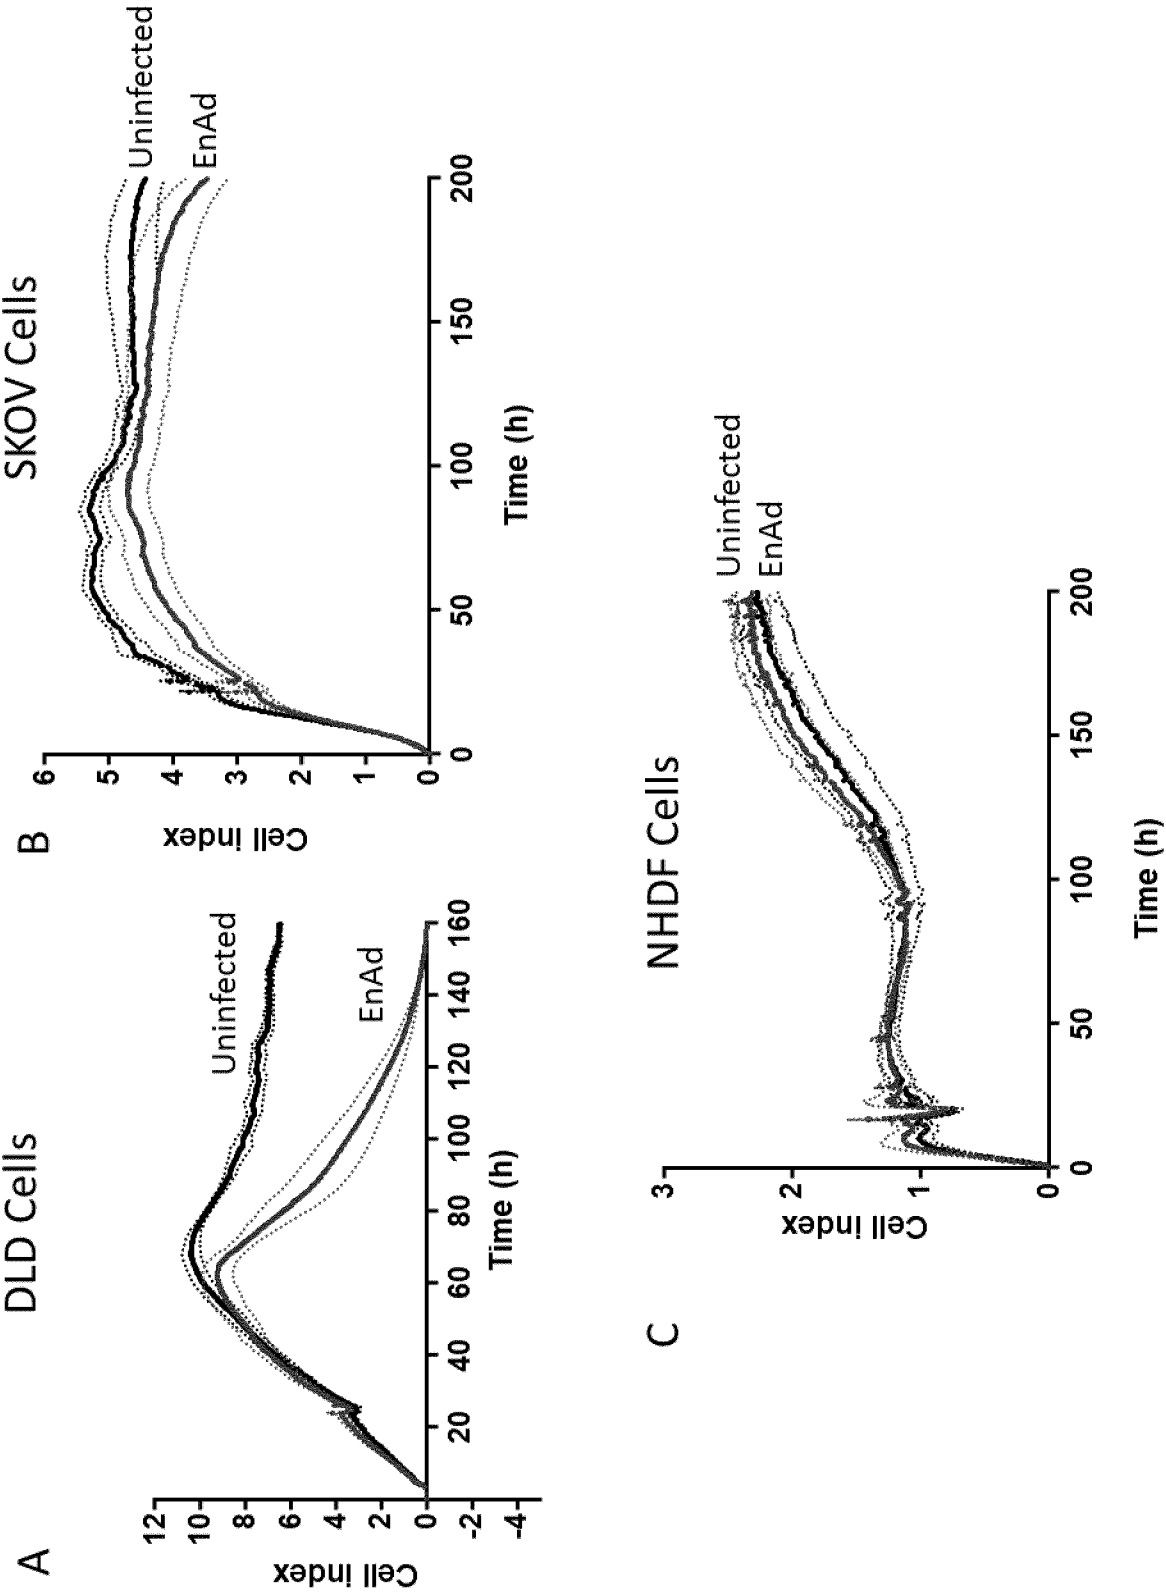 A
DLD Cells
Cell index
12
10
8
6
4
2
0
-2
-4
20
40
60
80
100
120
140
160
Time (h)
Uninfected
EnAd
B
SKOV Cells
Cell index
6
5
4
3
2
1
0
0
50
100
150
200
Time (h)
Uninfected
EnAd
C
NHDF Cells
Cell index
3
2
1
0
0
50
100
150
200
Time (h)
Uninfected
EnAd